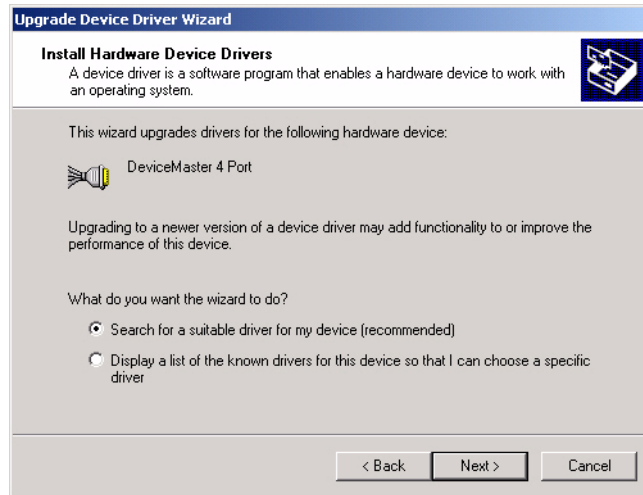 Upgrade Device Driver Wizard
Install Hardware Device Drivers
A device driver is a software program that enables a hardware device to work with
an operating system.
This wizard upgrades drivers for the following hardware device:
DeviceMaster 4 Port
Upgrading to a newer version of a device driver may add functionality to or improve the
performance of this device.
What do you want the wizard to do?
Search for a suitable driver for my device (recommended)
Display a list of the known drivers for this device so that I can choose a specific
driver
< Back Next > Cancel